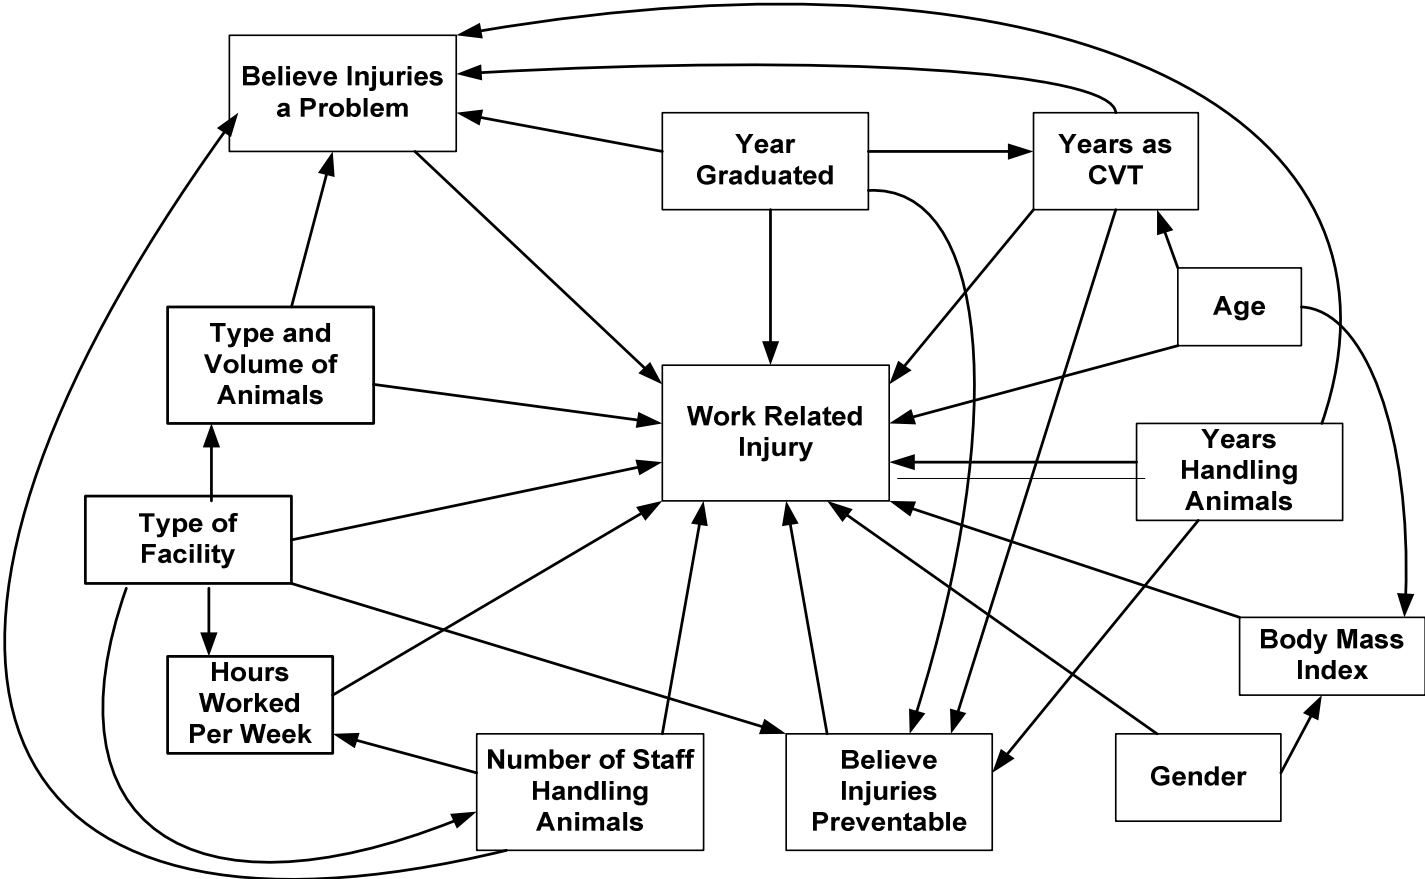 Believe Injuries
a Problem
Year
Graduated
Years as
CVT
Age
Type and
Volume of
Animals
Work Related
Injury
Years
Handling
Animals
Type of
Facility
Body Mass
Index
Hours
Worked
Per Week
Number of Staff
Handling
Animals
Believe
Injuries
Preventable
Gender